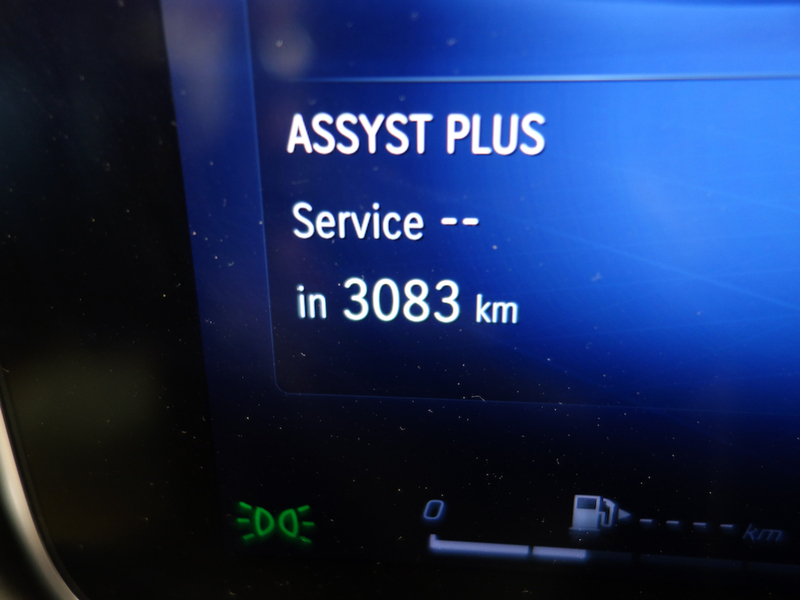 ASSYST PLUS
Service --
in 3083 km
0 ----- km